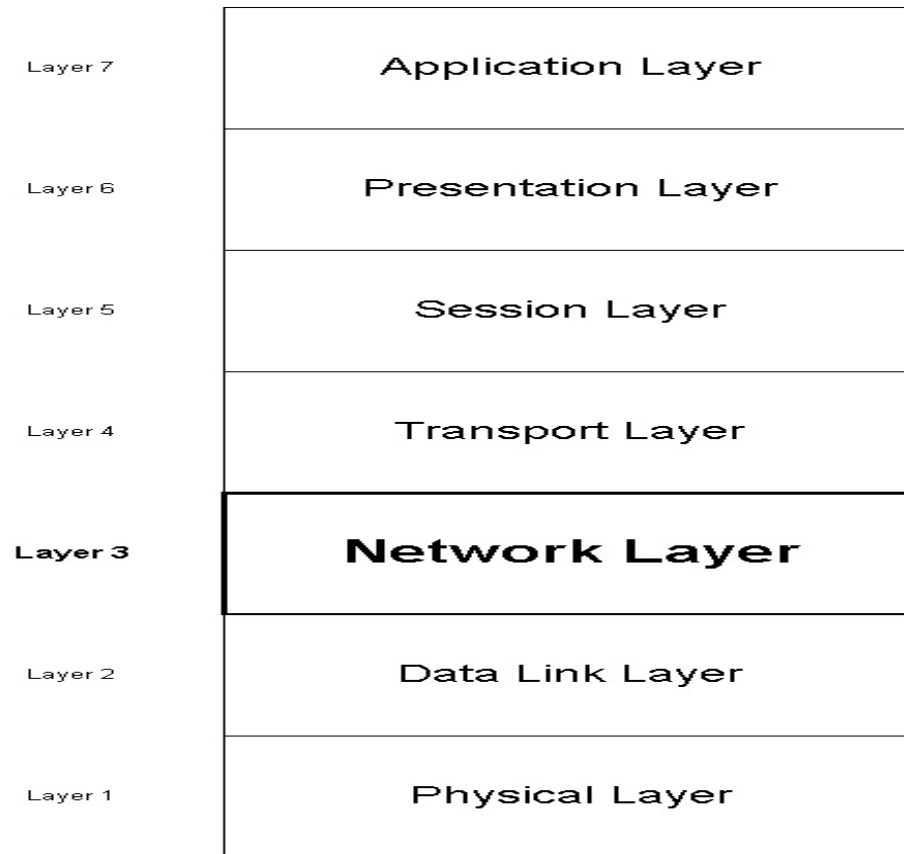 Layer 7 Application Layer
Layer 6 Presentation Layer
Layer 5 Session Layer
Layer 4 Transport Layer
Layer 3 Network Layer
Layer 2 Data Link Layer
Layer 1 Physical Layer